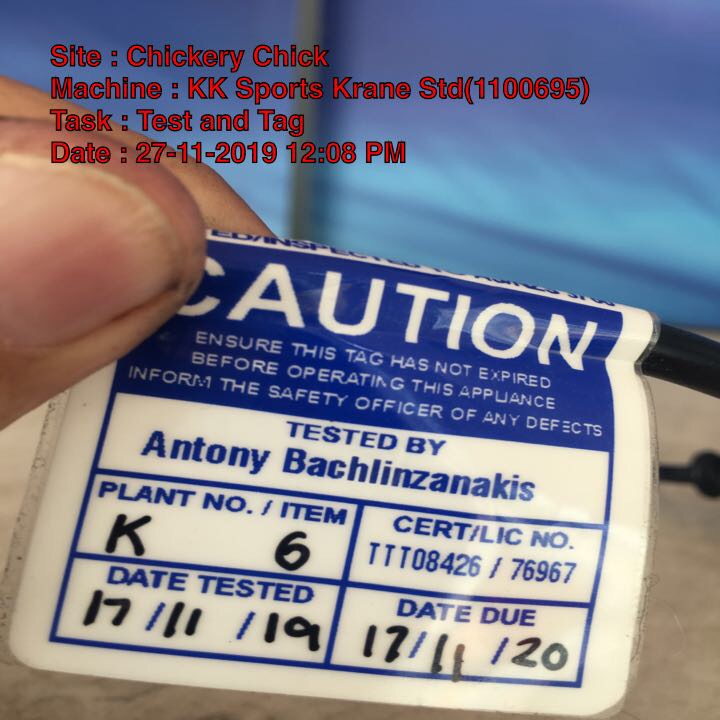 Site : Chickery Chick
Machine : KK Sports Krane Std(1100695)
Task : Test and Tag
Date : 27-11-2019 12:08 PM
CAUTION
ENSURE THIS TAG HAS NOT EXPIRED
BEFORE OPERATING THIS APPLIANCE
INFORM THE SAFETY OFFICER OF ANY DEFECTS
TESTED BY
Antony Bachlinzanakis
PLANT NO. / ITEM
K 6
CERT/LIC NO.
TTT08426 / 76967
DATE TESTED
17/11/19
DATE DUE
17/11/20